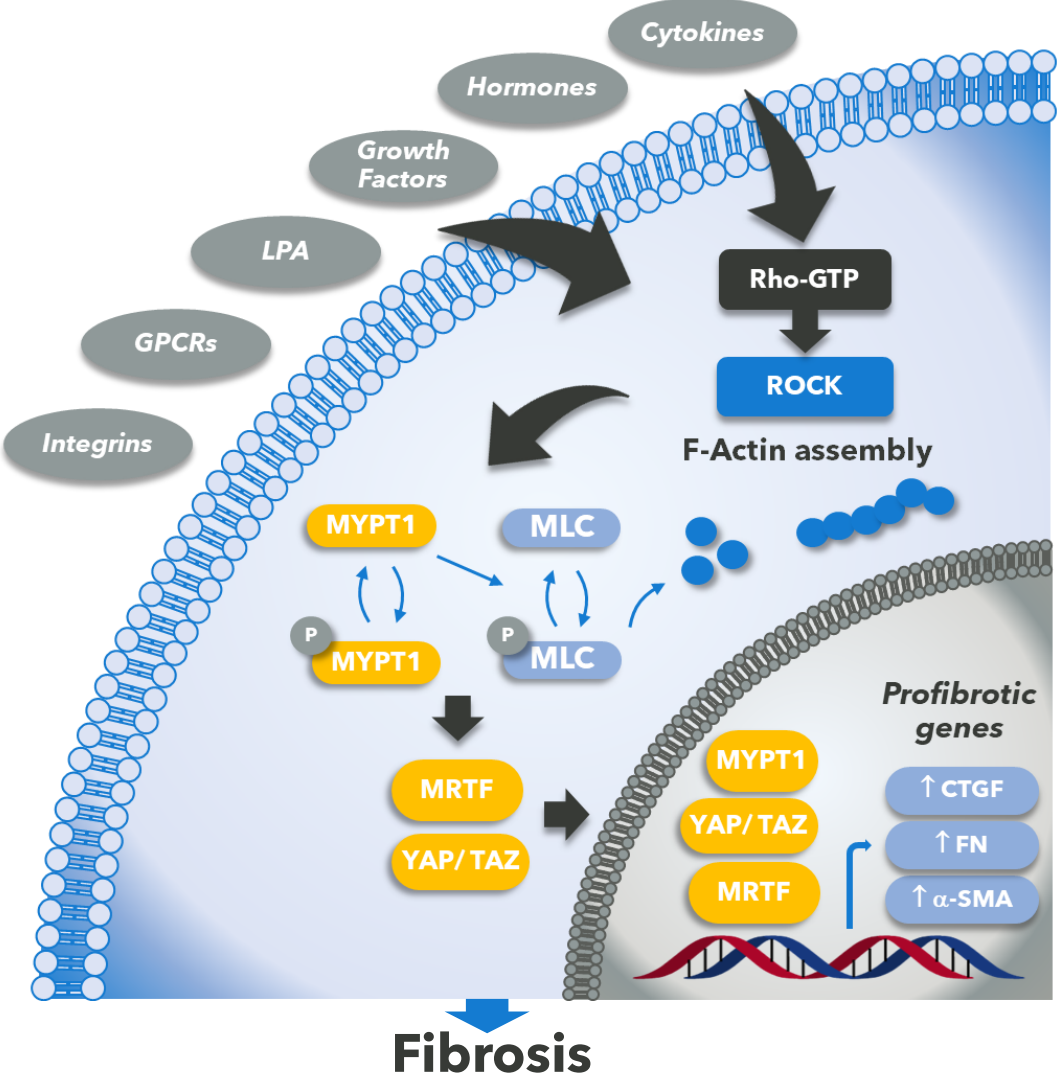 Cytokines
Hormones
Growth
Factors
LPA
GPCRs
Integrins
Rho-GTP
ROCK
F-Actin assembly
MYPT1
MLC
P
MYPT1
P
MLC
MRTF
YAP/ TAZ
Profibrotic
genes
MYPT1
YAP/ TAZ
MRTF
↑ CTGF
↑ FN
↑ α-SMA
Fibrosis